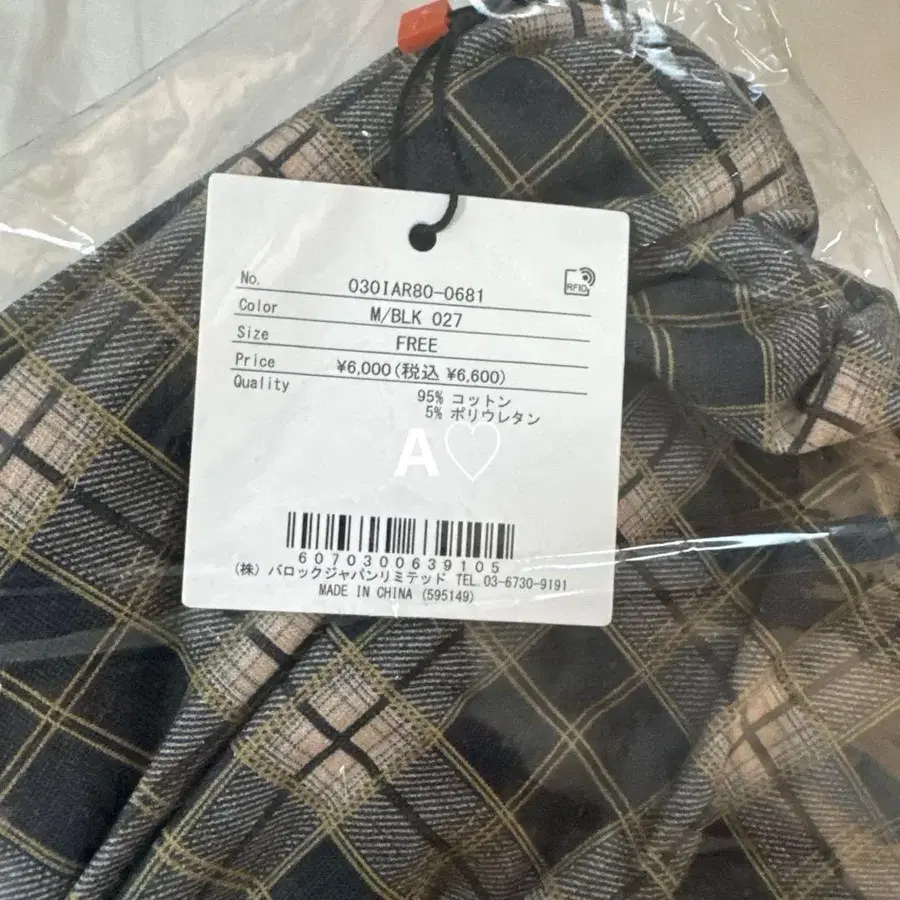 No. 030IAR80-0681
RFID
Color M/BLK 027
Size FREE
Price ¥6,000(税込 ¥6,600)
Quality 95% コットン
5% ポリウレタン
A♡
6070300639105
(株) バロックジャパンリミテッド TEL.03-6730-9191
MADE IN CHINA (595149)